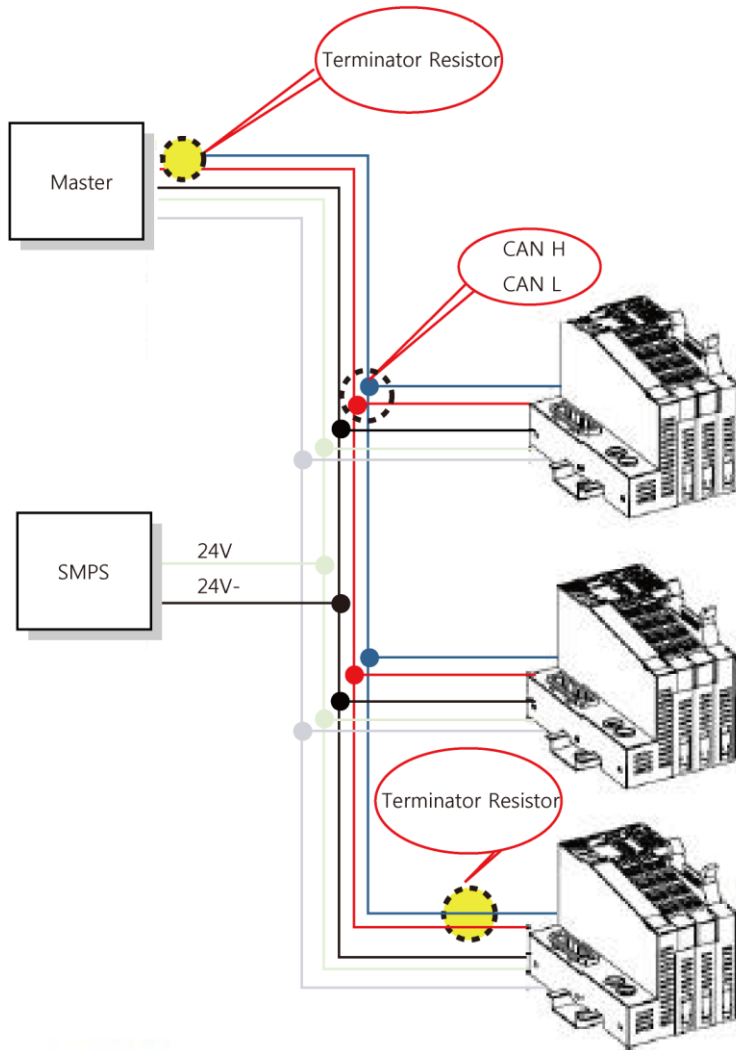 Terminator Resistor
Master
CAN H
CAN L
24V
SMPS
24V-
Terminator Resistor